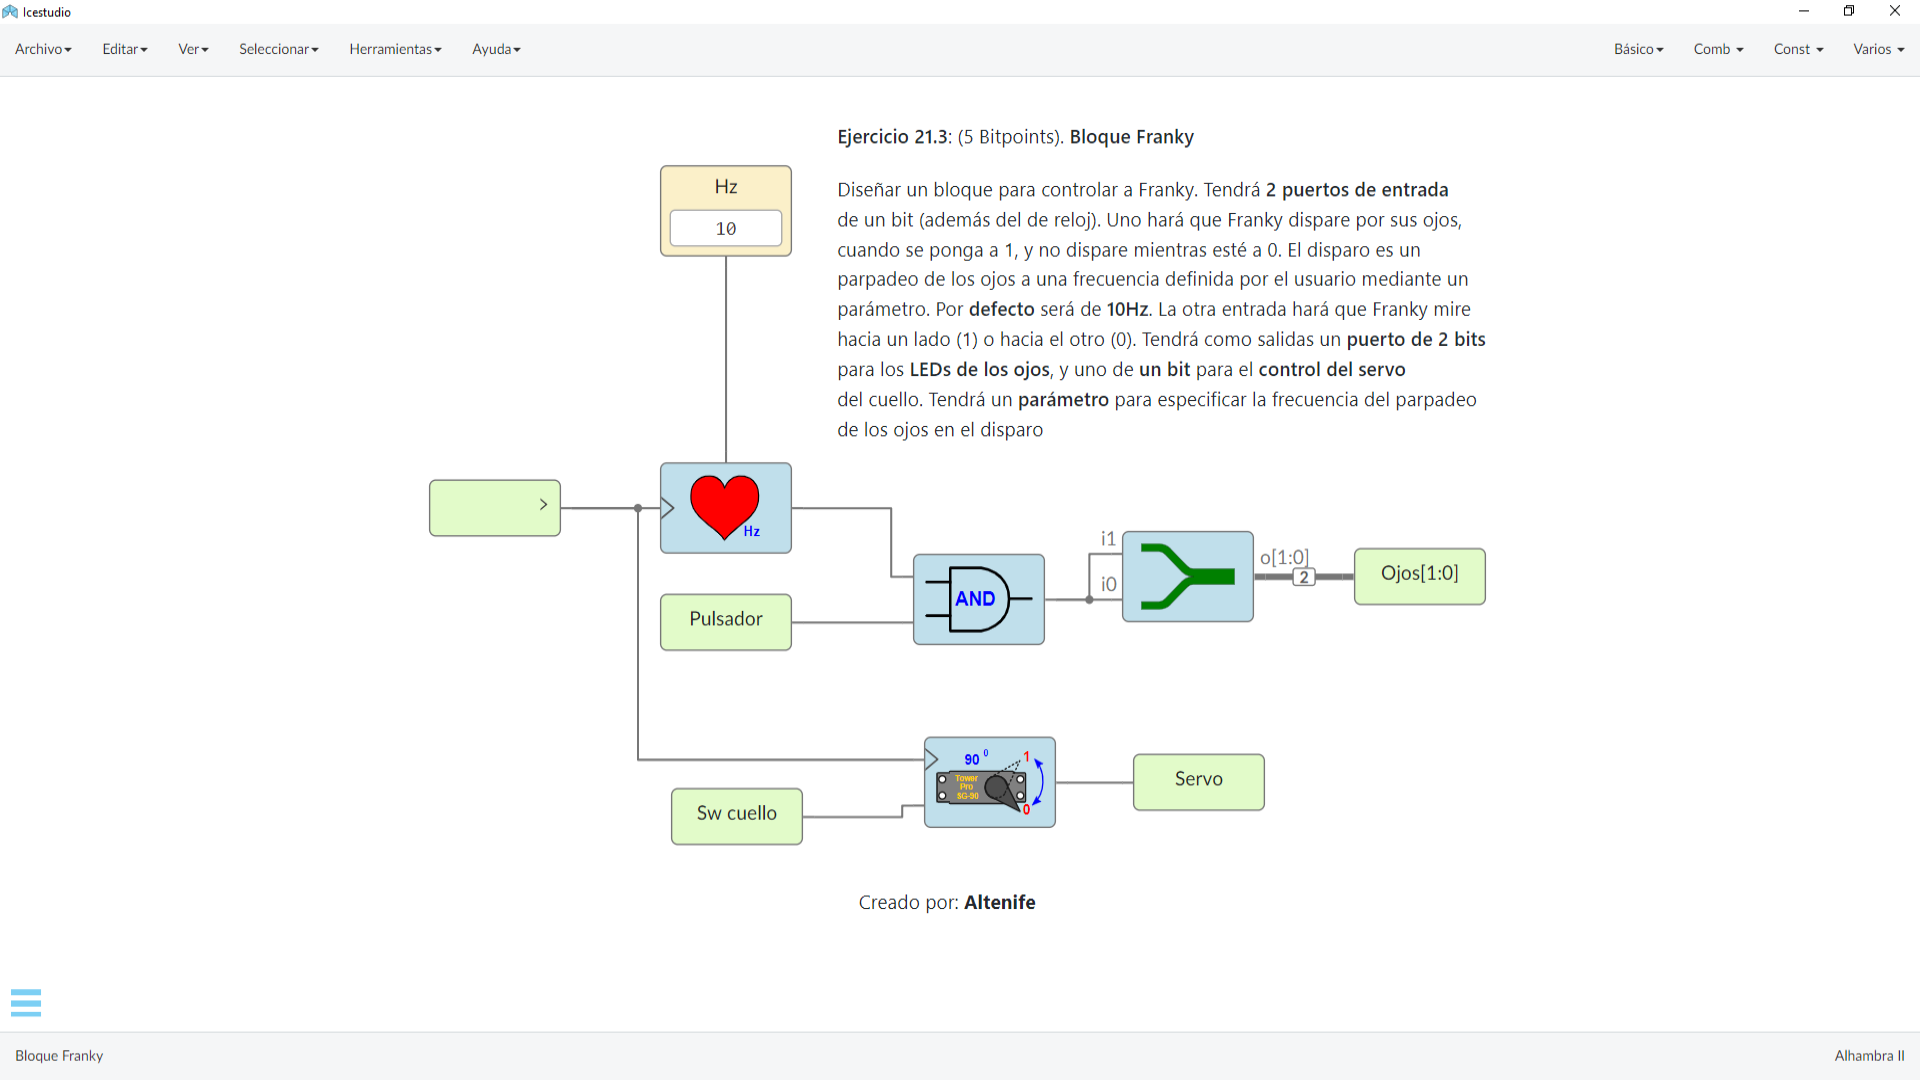 Icestudio
Archivo Editar Ver Seleccionar Herramientas Ayuda Básico Comb Const Varios
Ejercicio 21.3: (5 Bitpoints). Bloque Franky
Hz
10
Diseñar un bloque para controlar a Franky. Tendrá 2 puertos de entrada
de un bit (además del de reloj). Uno hará que Franky dispare por sus ojos,
cuando se ponga a 1, y no dispare mientras esté a 0. El disparo es un
parpadeo de los ojos a una frecuencia definida por el usuario mediante un
parámetro. Por defecto será de 10Hz. La otra entrada hará que Franky mire
hacia un lado (1) o hacia el otro (0). Tendrá como salidas un puerto de 2 bits
para los LEDs de los ojos, y uno de un bit para el control del servo
del cuello. Tendrá un parámetro para especificar la frecuencia del parpadeo
de los ojos en el disparo
Hz
i1
i0
o[1:0]
2
Ojos[1:0]
AND
Pulsador
90 0
1
Tower
Pro
SG-90
0
Servo
Sw cuello
Creado por: Altenife
Bloque Franky
Alhambra II